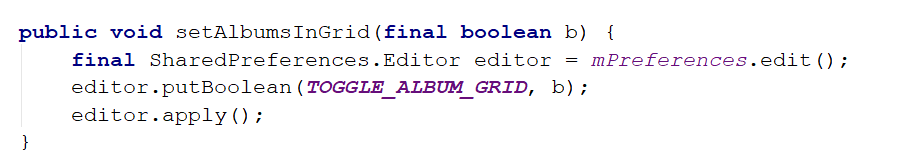 public void setAlbumsInGrid(final boolean b) {
    final SharedPreferences.Editor editor = mPreferences.edit();
    editor.putBoolean(TOGGLE_ALBUM_GRID, b);
    editor.apply();
}